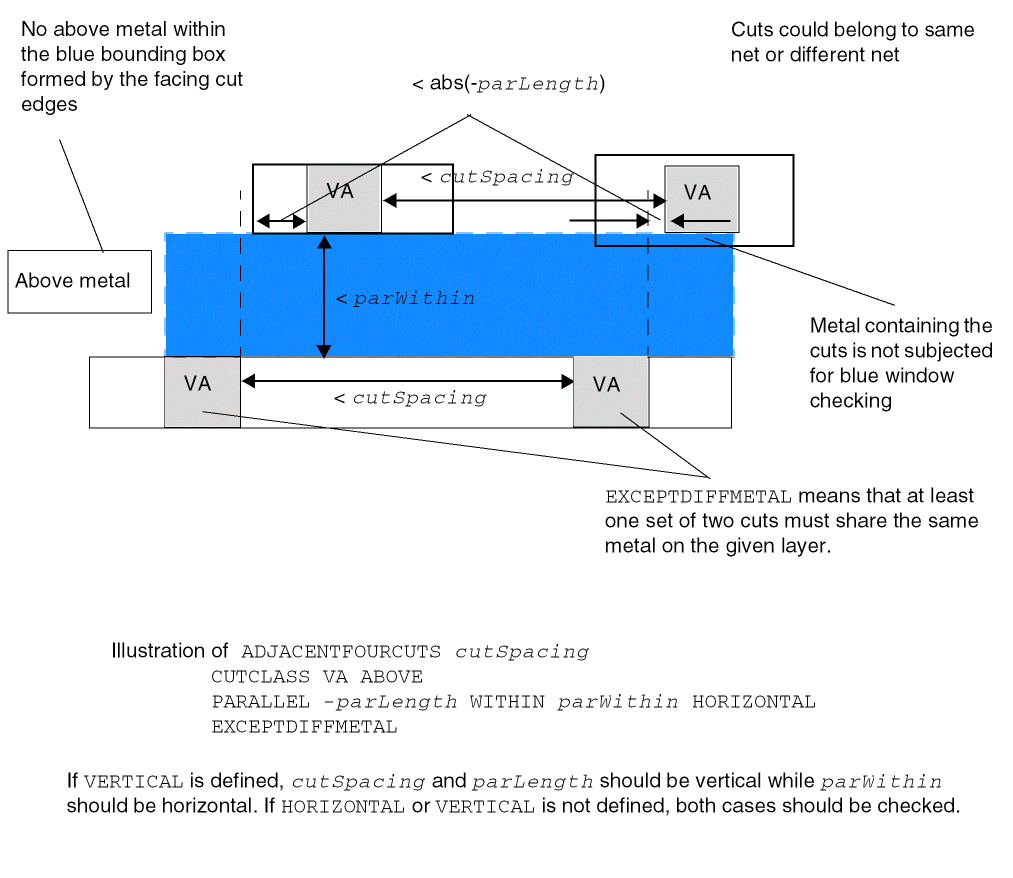 No above metal within
the blue bounding box
formed by the facing cut
edges
Cuts could belong to same
net or different net
< abs(-parLength)
VA
< cutSpacing
VA
Above metal
< parWithin
Metal containing the
cuts is not subjected
for blue window
checking
VA
< cutSpacing
VA
EXCEPTDIFFMETAL means that at least
one set of two cuts must share the same
metal on the given layer.
Illustration of ADJACENTFOURCUTS cutSpacing
CUTCLASS VA ABOVE
PARALLEL -parLength WITHIN parWithin HORIZONTAL
EXCEPTDIFFMETAL
If VERTICAL is defined, cutSpacing and parLength should be vertical while parWithin
should be horizontal. If HORIZONTAL or VERTICAL is not defined, both cases should be checked.